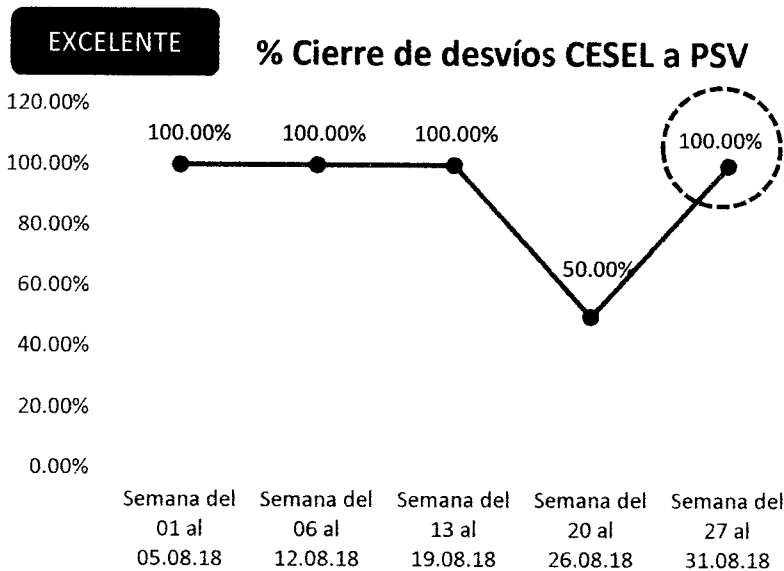 EXCELENTE
% Cierre de desvíos CESEL a PSV
120.00%
100.00%
80.00%
60.00%
40.00%
20.00%
0.00%
100.00%
100.00%
100.00%
50.00%
100.00%
Semana del
01 al
05.08.18
Semana del
06 al
12.08.18
Semana del
13 al
19.08.18
Semana del
20 al
26.08.18
Semana del
27 al
31.08.18